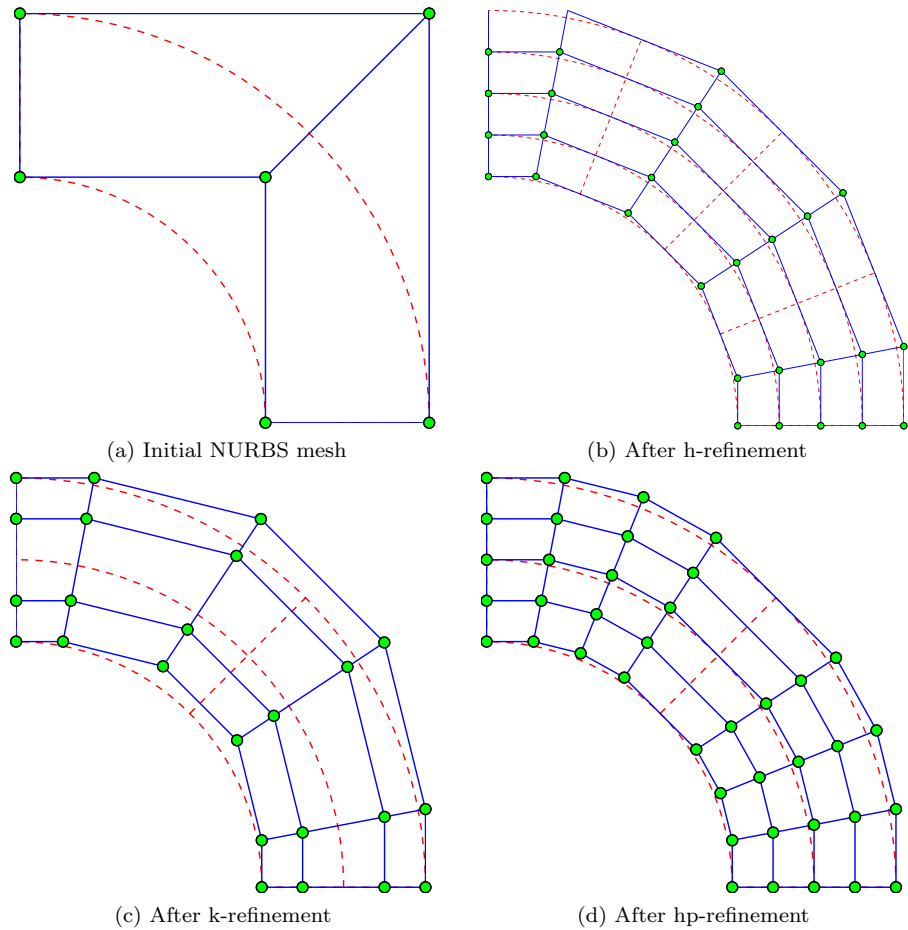 (a) Initial NURBS mesh
(b) After h-refinement
(c) After k-refinement
(d) After hp-refinement